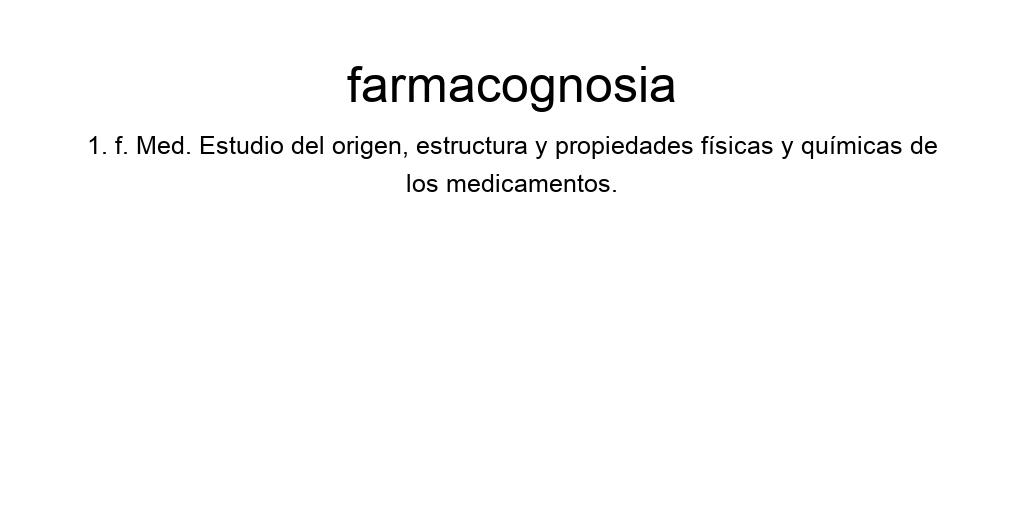 farmacognosia
1. f. Med. Estudio del origen, estructura y propiedades físicas y químicas de
los medicamentos.